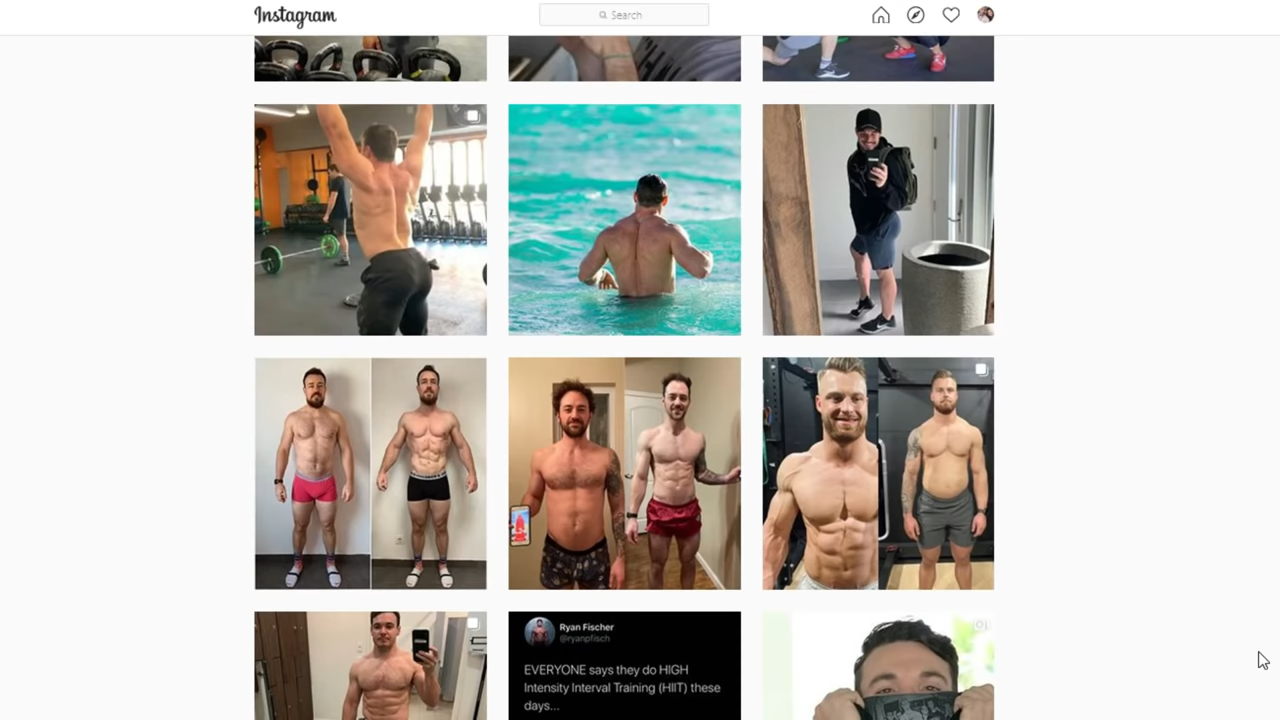 Instagram
Search
Ryan Fischer
@ryanpfisch
EVERYONE says they do HIGH
Intensity Interval Training (HIIT) these
days...